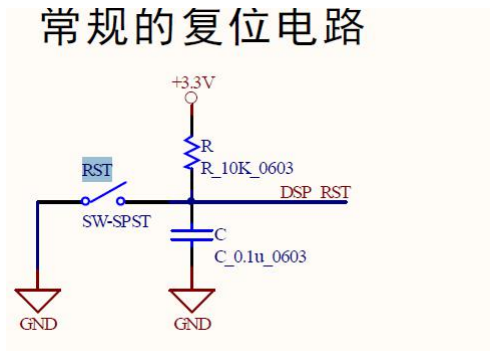 常规的复位电路
+3.3V
R
R_10K_0603
RST
DSP_RST
SW-SPST
C
C_0.1u_0603
GND
GND